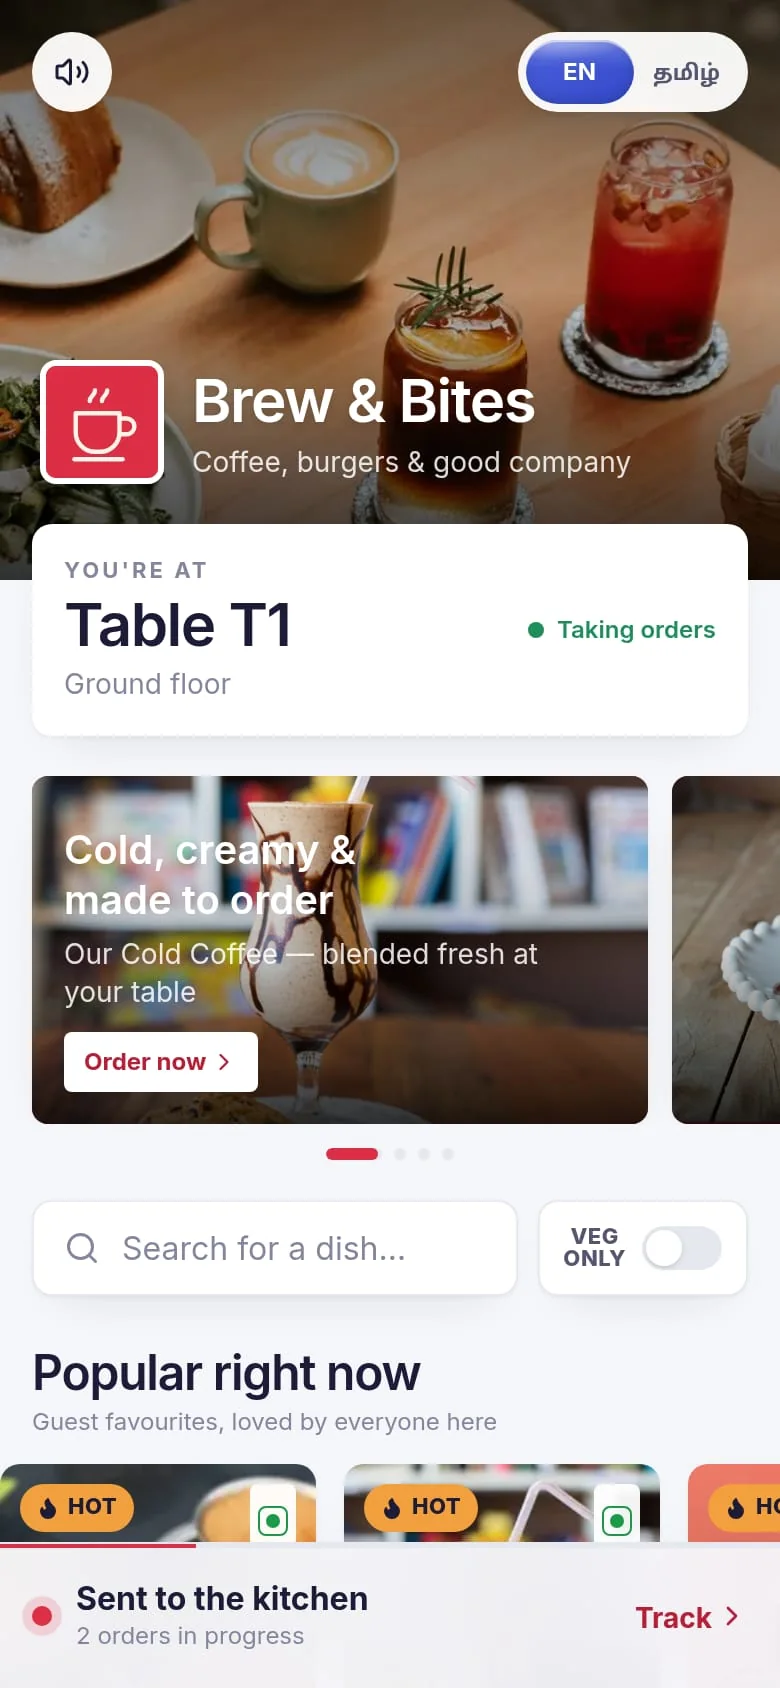 EN
தமிழ்
Brew & Bites
Coffee, burgers & good company
YOU'RE AT
Table T1
Taking orders
Ground floor
Cold, creamy &
made to order
Our Cold Coffee — blended fresh at
your table
Order now
Search for a dish...
VEG
ONLY
Popular right now
Guest favourites, loved by everyone here
HOT
HOT
Sent to the kitchen
2 orders in progress
Track